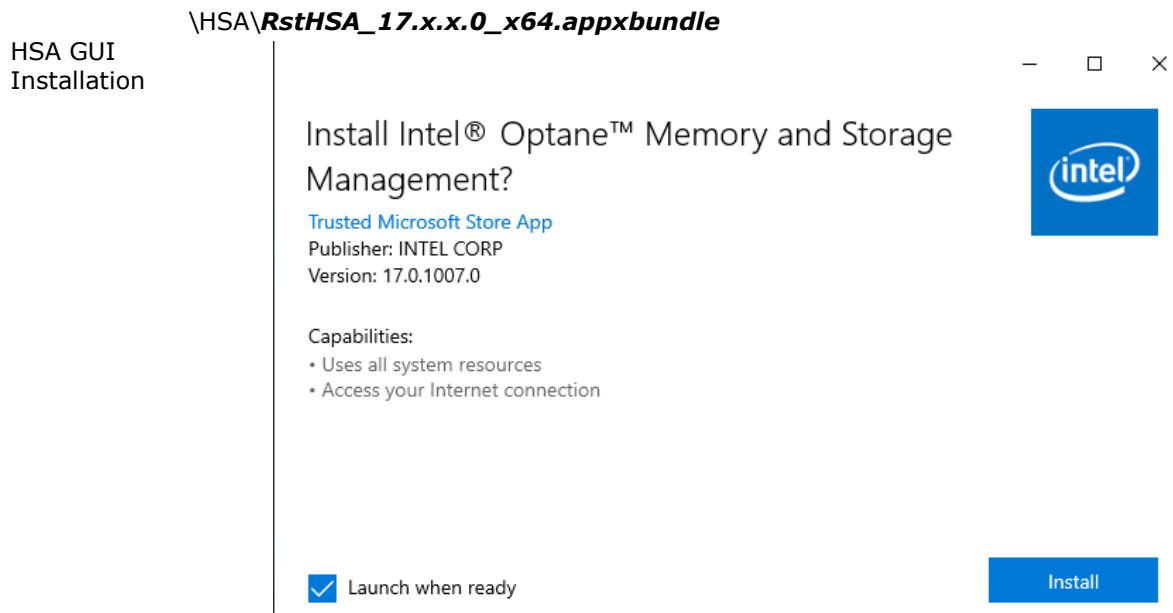 \HSA\RstHSA_17.x.x.0_x64.appxbundle
HSA GUI
Installation
Install Intel® Optane™ Memory and Storage
Management?
intel
Trusted Microsoft Store App
Publisher: INTEL CORP
Version: 17.0.1007.0
Capabilities:
• Uses all system resources
• Access your Internet connection
Launch when ready
Install